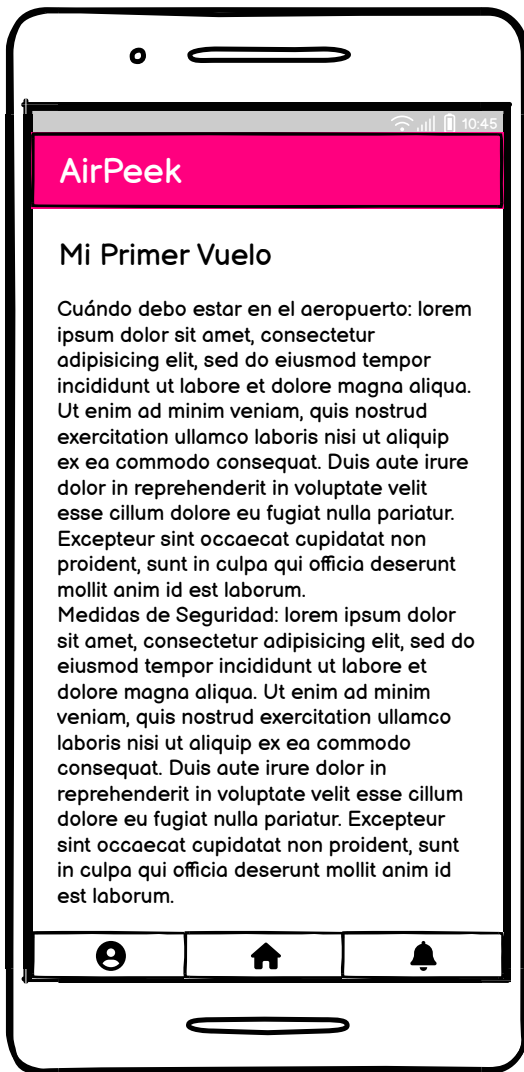 10:45
AirPeek
Mi Primer Vuelo
Cuándo debo estar en el aeropuerto: lorem
ipsum dolor sit amet, consectetur
adipisicing elit, sed do eiusmod tempor
incididunt ut labore et dolore magna aliqua.
Ut enim ad minim veniam, quis nostrud
exercitation ullamco laboris nisi ut aliquip
ex ea commodo consequat. Duis aute irure
dolor in reprehenderit in voluptate velit
esse cillum dolore eu fugiat nulla pariatur.
Excepteur sint occaecat cupidatat non
proident, sunt in culpa qui officia deserunt
mollit anim id est laborum.
Medidas de Seguridad: lorem ipsum dolor
sit amet, consectetur adipisicing elit, sed do
eiusmod tempor incididunt ut labore et
dolore magna aliqua. Ut enim ad minim
veniam, quis nostrud exercitation ullamco
laboris nisi ut aliquip ex ea commodo
consequat. Duis aute irure dolor in
reprehenderit in voluptate velit esse cillum
dolore eu fugiat nulla pariatur. Excepteur
sint occaecat cupidatat non proident, sunt
in culpa qui officia deserunt mollit anim id
est laborum.